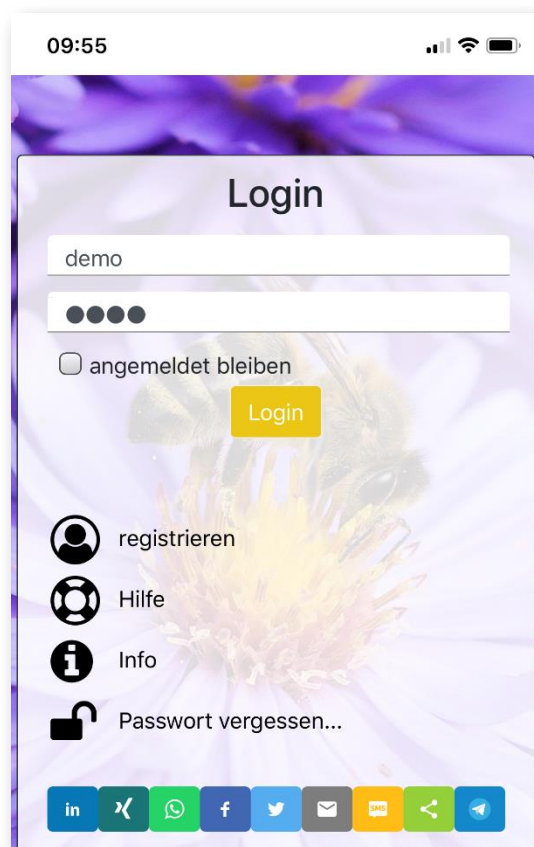 09:55
Login
demo
angemeldet bleiben
Login
registrieren
Hilfe
Info
Passwort vergessen...
in f SMS